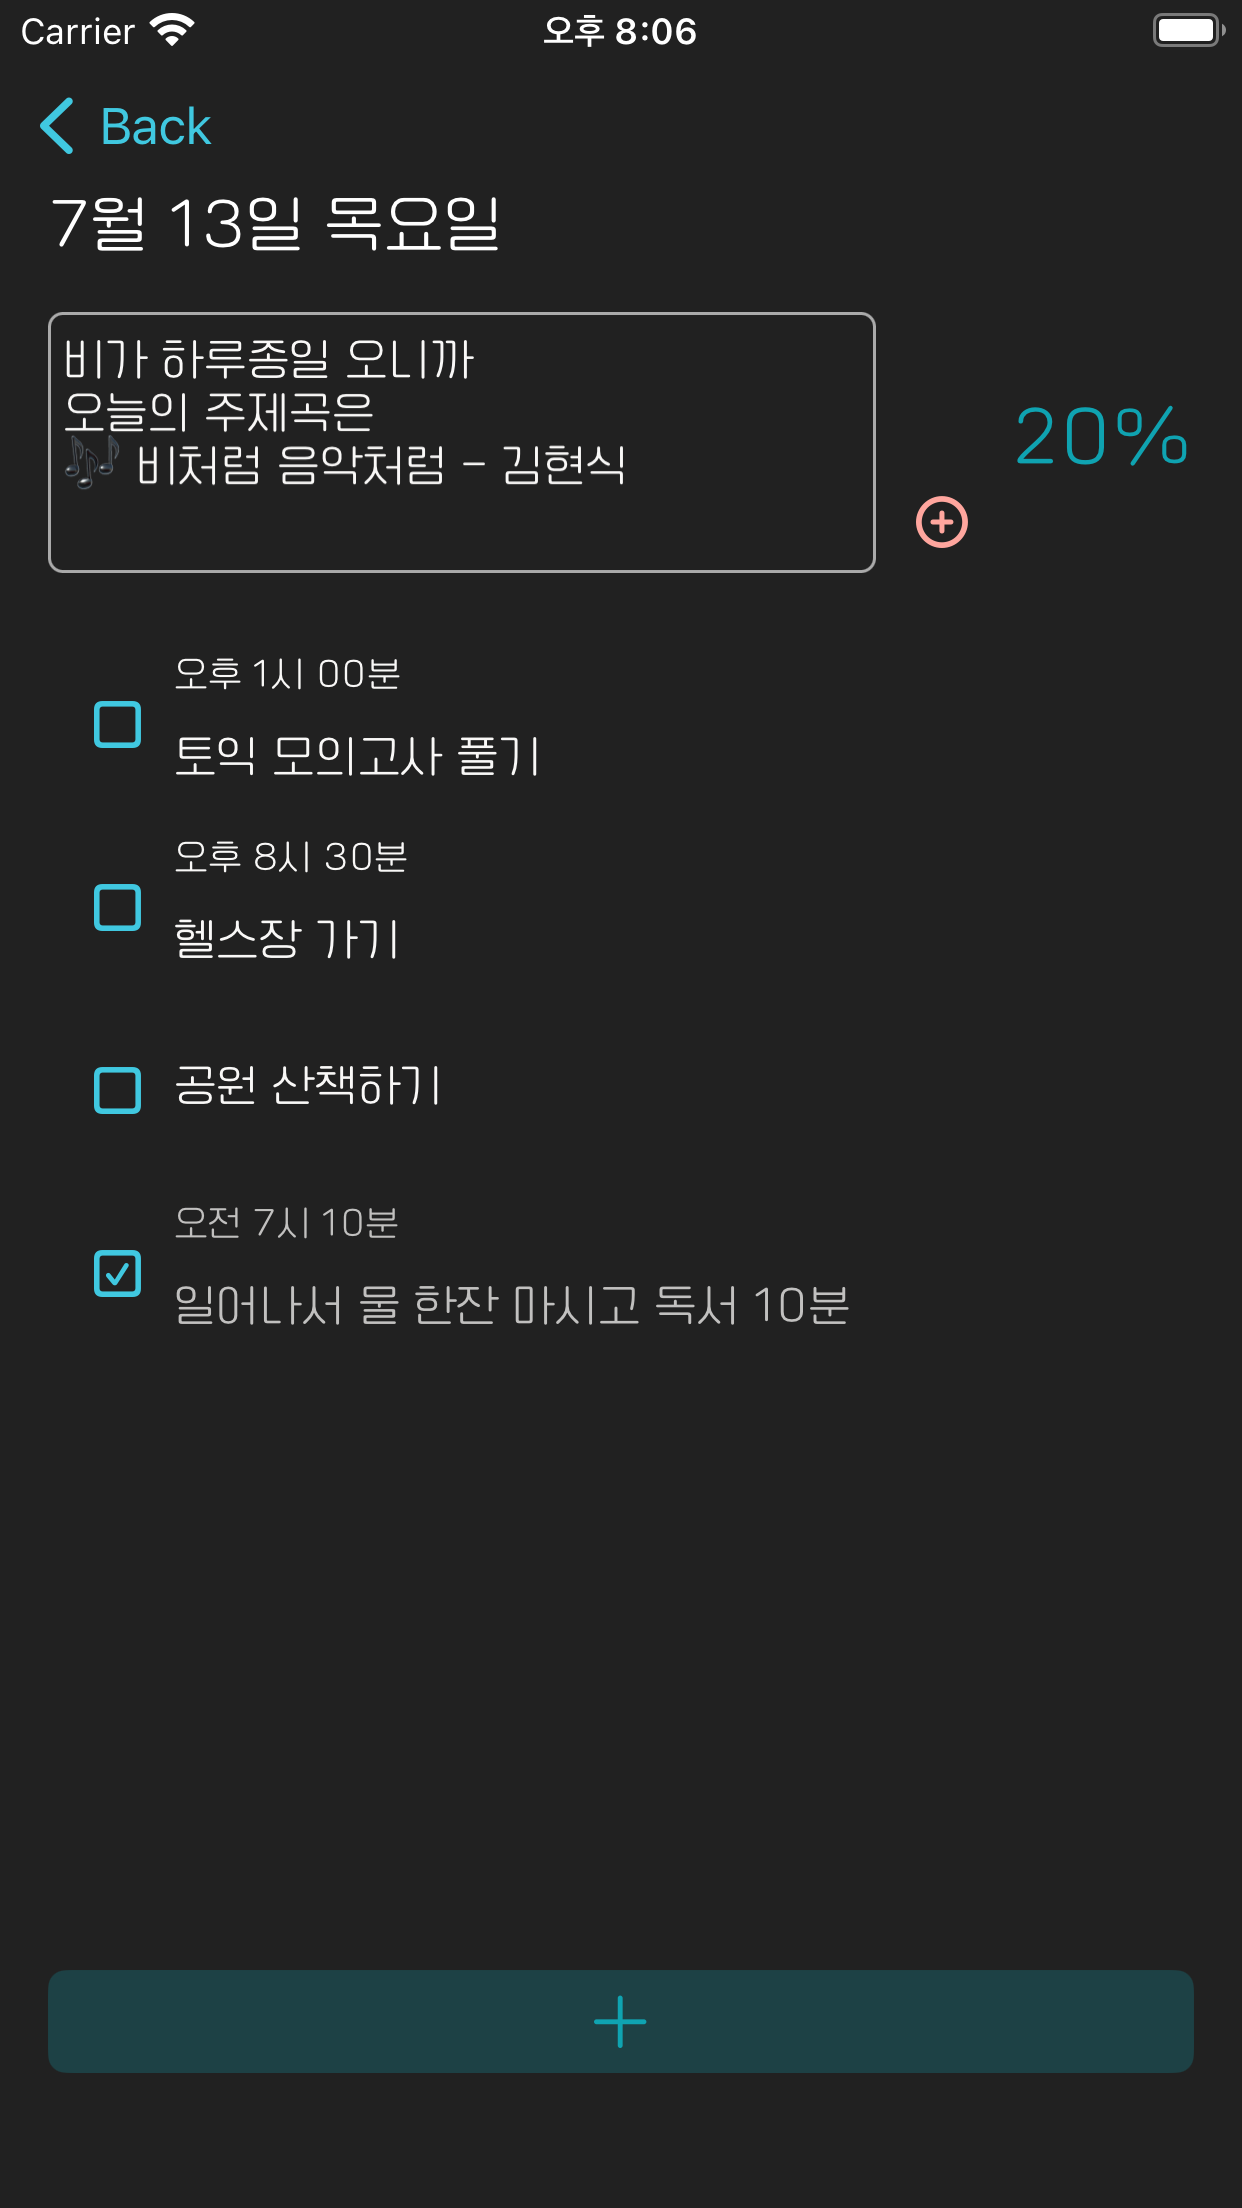 Carrier 오후 8:06
Back
7월 13일 목요일
비가 하루종일 오니까
오늘의 주제곡은
🎶 비처럼 음악처럼 - 김현식
20%
오후 1시 00분
토익 모의고사 풀기
오후 8시 30분
헬스장 가기
공원 산책하기
오전 7시 10분
일어나서 물 한잔 마시고 독서 10분